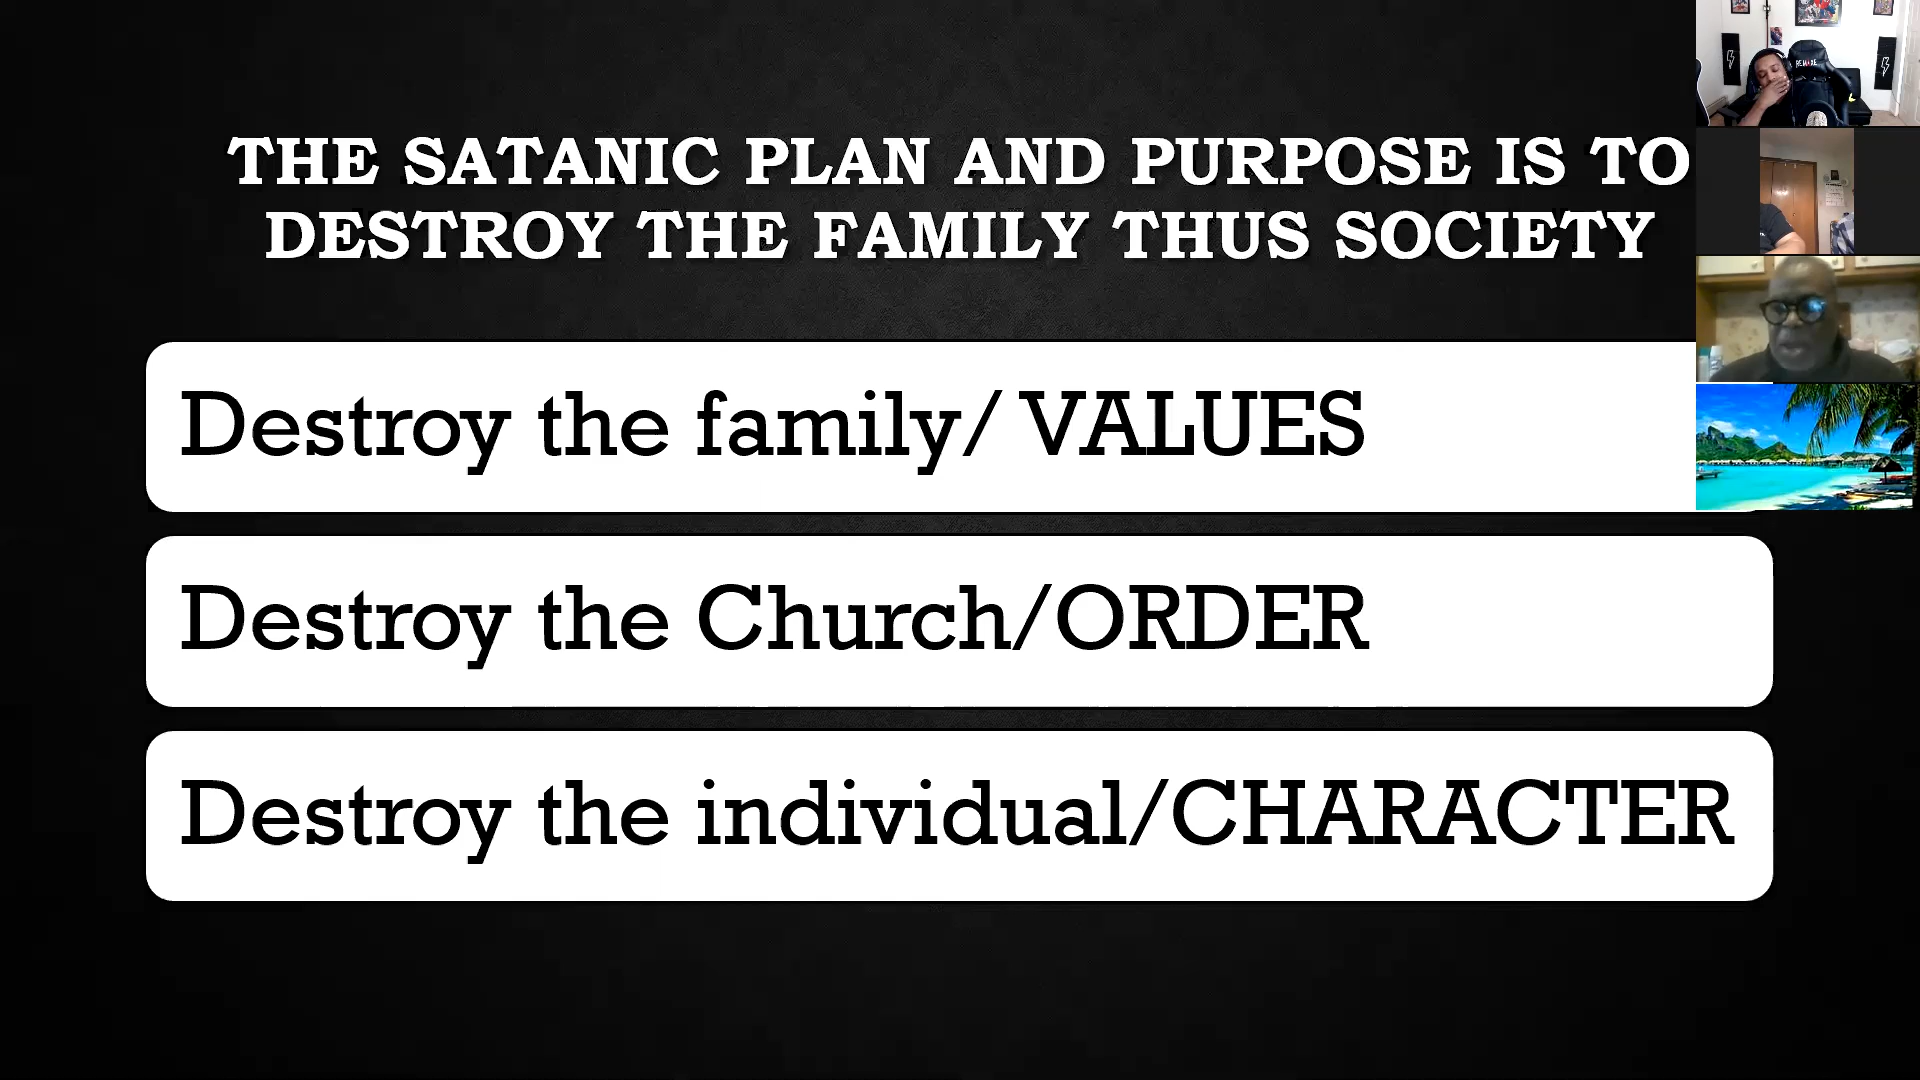 THE SATANIC PLAN AND PURPOSE IS TO
DESTROY THE FAMILY THUS SOCIETY
Destroy the family/ VALUES
Destroy the Church/ORDER
Destroy the individual/CHARACTER